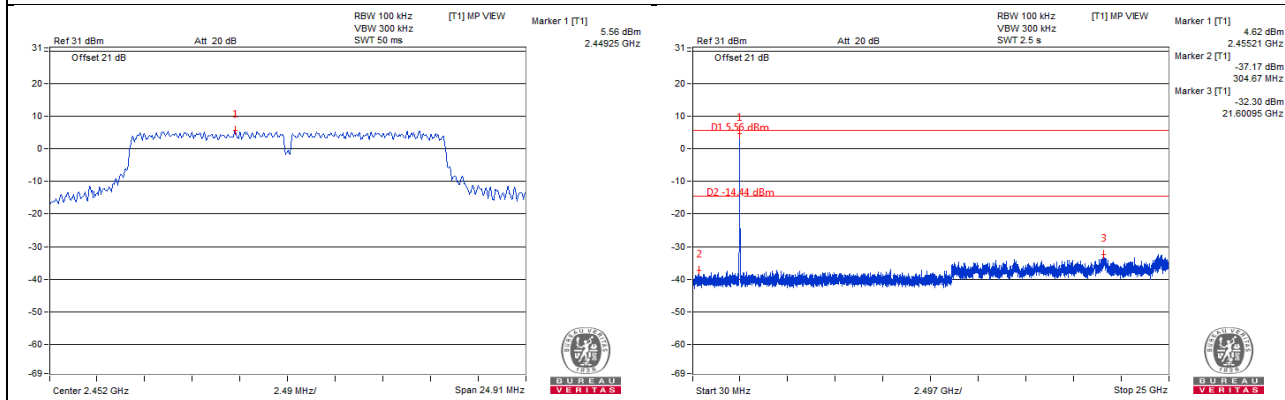 RBW 100 kHz [T1] MP VIEW
VBW 300 kHz
Ref 31 dBm Att 20 dB SWT 50 ms
Marker 1 [T1]
5.56 dBm
2.44925 GHz
31
Offset 21 dB
20
10
0
-10
-20
-30
-40
-50
-60
-69
1
Center 2.452 GHz 2.49 MHz/ Span 24.91 MHz
BUREAU VERITAS
1828
BUREAU
VERITAS
RBW 100 kHz [T1] MP VIEW
VBW 300 kHz
Ref 31 dBm Att 20 dB SWT 2.5 s
Marker 1 [T1]
4.62 dBm
2.45521 GHz
Marker 2 [T1]
-37.17 dBm
304.67 MHz
Marker 3 [T1]
-32.30 dBm
21.60095 GHz
31
Offset 21 dB
20
10
0
-10
-20
-30
-40
-50
-60
-69
1
D1 5.56 dBm
D2 -14.44 dBm
2
3
Start 30 MHz 2.497 GHz/ Stop 25 GHz
BUREAU VERITAS
1828
BUREAU
VERITAS